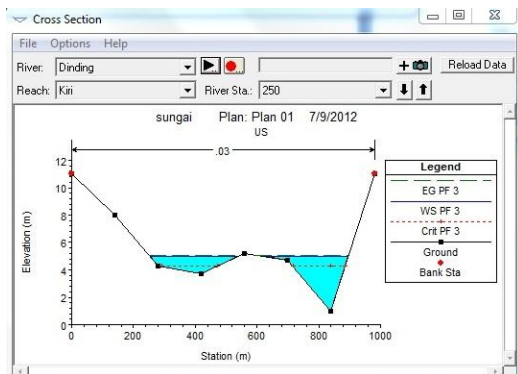 Cross Section
File Options Help
River: Dinding
Reload Data
Reach: Kiri River Sta.: 250
sungai Plan: Plan 01 7/9/2012
US
.03
Elevation (m)
12
10
8
6
4
2
0
0 200 400 600 800 1000
Station (m)
Legend
EG PF 3
WS PF 3
Crit PF 3
Ground
Bank Sta